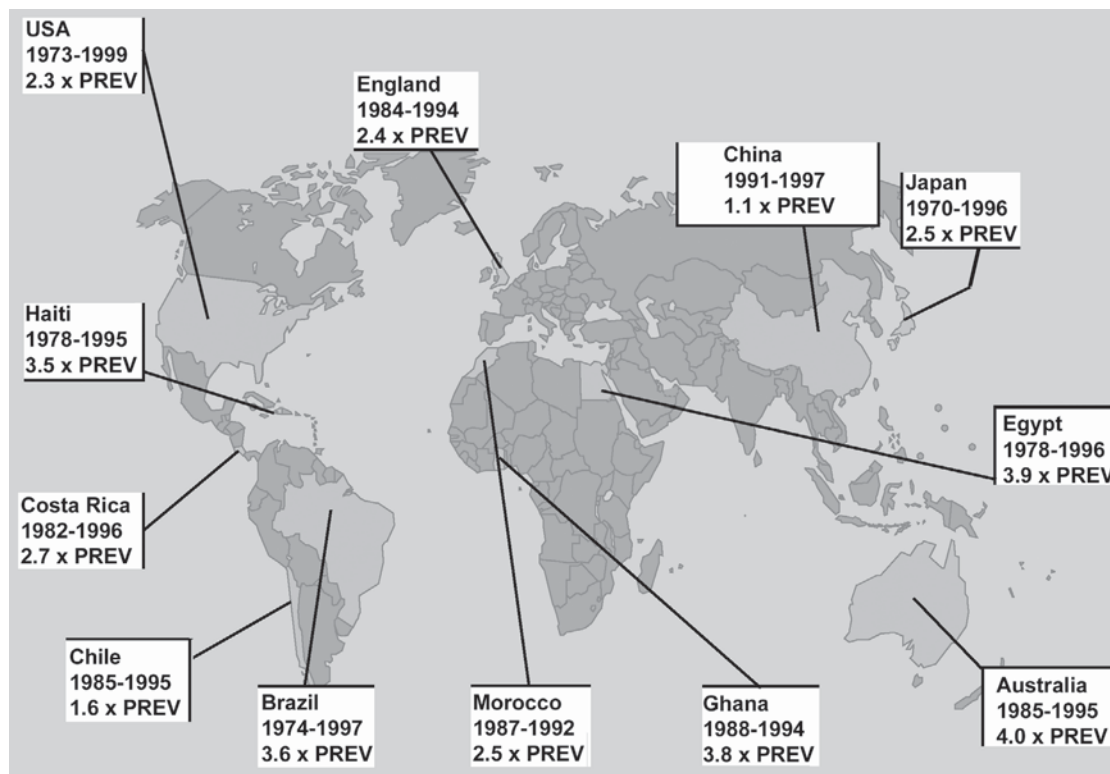 USA
1973-1999
2.3 x PREV
England
1984-1994
2.4 x PREV
China
1991-1997
1.1 x PREV
Japan
1970-1996
2.5 x PREV
Haiti
1978-1995
3.5 x PREV
Egypt
1978-1996
3.9 x PREV
Costa Rica
1982-1996
2.7 x PREV
Chile
1985-1995
1.6 x PREV
Brazil
1974-1997
3.6 x PREV
Morocco
1987-1992
2.5 x PREV
Ghana
1988-1994
3.8 x PREV
Australia
1985-1995
4.0 x PREV